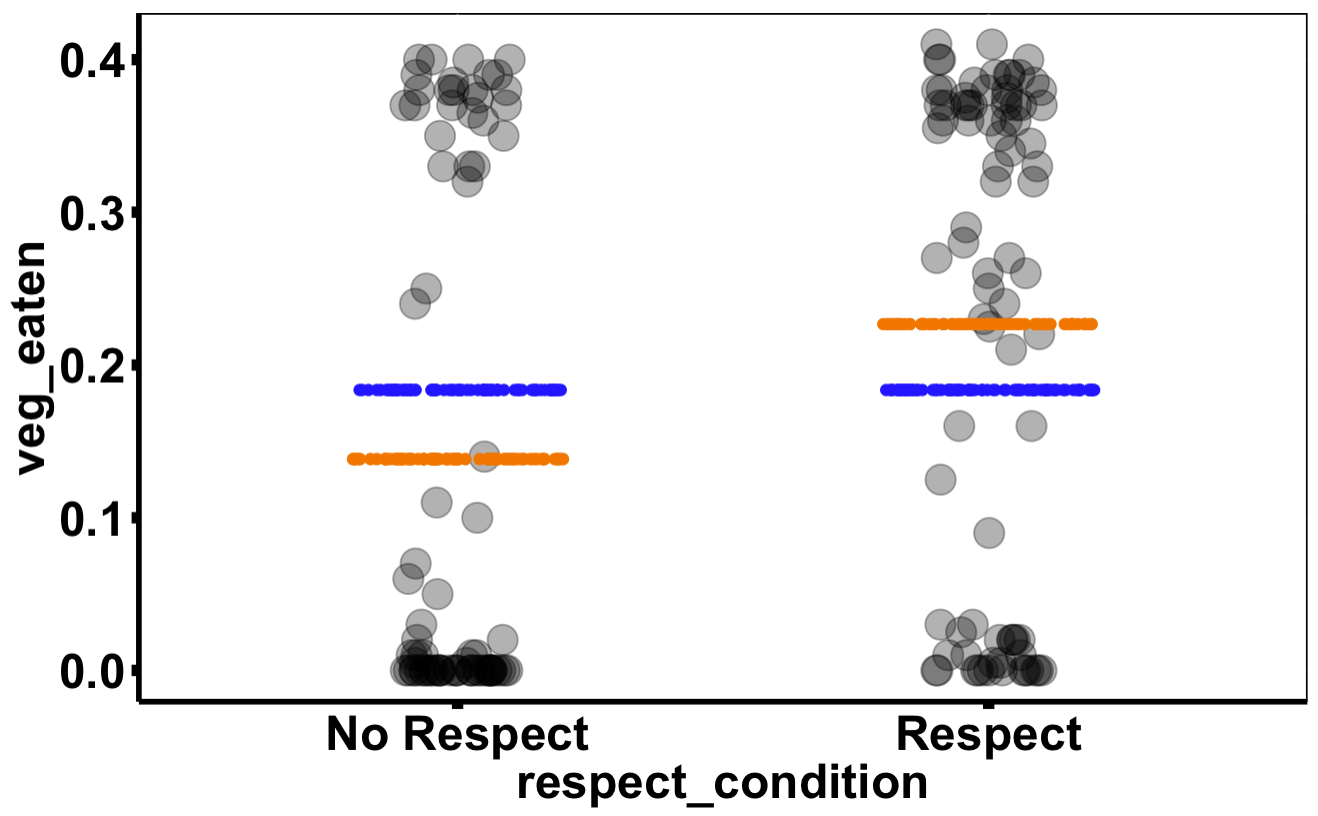 veg_eaten
0.4
0.3
0.2
0.1
0.0
No Respect
Respect
respect_condition